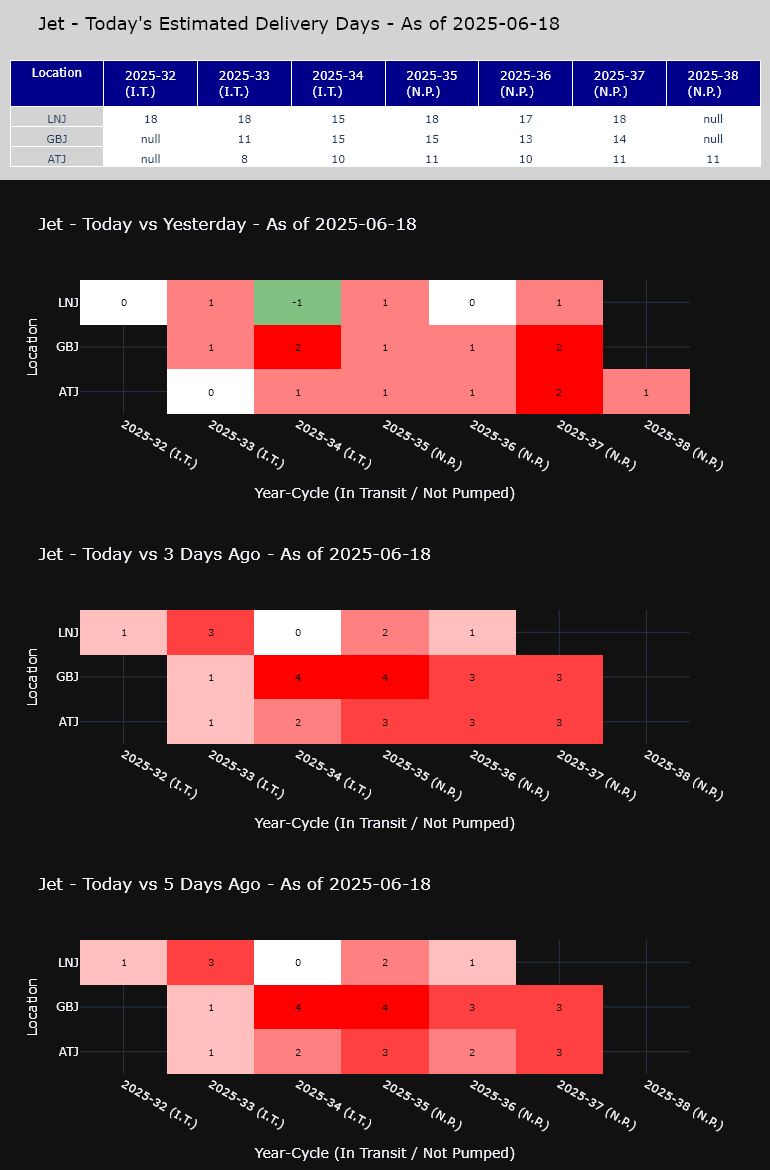 Jet - Today's Estimated Delivery Days - As of 2025-06-18
Location 2025-32 2025-33 2025-34 2025-35 2025-36 2025-37 2025-38
(I.T.) (I.T.) (I.T.) (N.P.) (N.P.) (N.P.) (N.P.)
LNJ 18 18 15 18 17 18 null
GBJ null 11 15 15 13 14 null
ATJ null 8 10 11 10 11 11
Jet - Today vs Yesterday - As of 2025-06-18
Location
LNJ 0 1 -1 1 0 1
GBJ 1 2 1 1 2
ATJ 0 1 1 1 2 1
2025-32 (I.T.) 2025-33 (I.T.) 2025-34 (I.T.) 2025-35 (N.P.) 2025-36 (N.P.) 2025-37 (N.P.) 2025-38 (N.P.)
Year-Cycle (In Transit / Not Pumped)
Jet - Today vs 3 Days Ago - As of 2025-06-18
Location
LNJ 1 3 0 2 1
GBJ 1 4 4 3 3
ATJ 1 2 3 3 3
2025-32 (I.T.) 2025-33 (I.T.) 2025-34 (I.T.) 2025-35 (N.P.) 2025-36 (N.P.) 2025-37 (N.P.) 2025-38 (N.P.)
Year-Cycle (In Transit / Not Pumped)
Jet - Today vs 5 Days Ago - As of 2025-06-18
Location
LNJ 1 3 0 2 1
GBJ 1 4 4 3 3
ATJ 1 2 3 2 3
2025-32 (I.T.) 2025-33 (I.T.) 2025-34 (I.T.) 2025-35 (N.P.) 2025-36 (N.P.) 2025-37 (N.P.) 2025-38 (N.P.)
Year-Cycle (In Transit / Not Pumped)